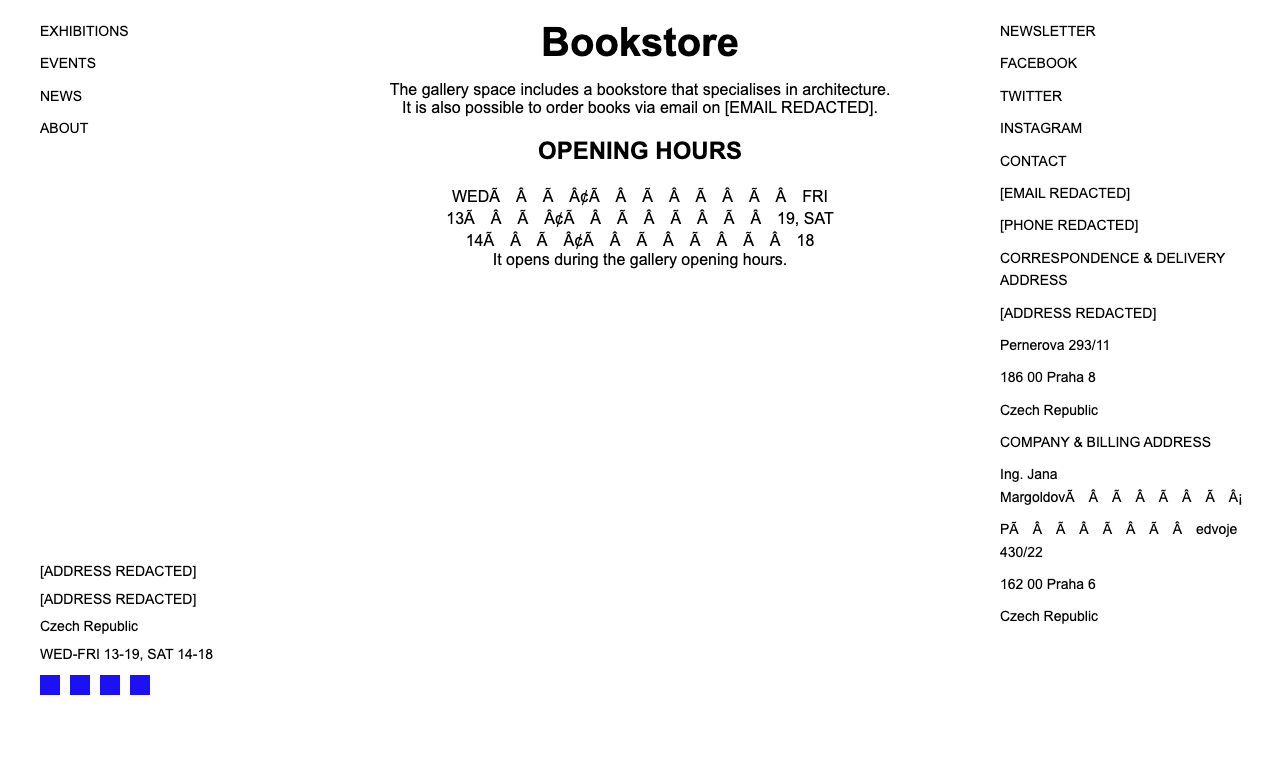 EXHIBITIONS
EVENTS
NEWS
ABOUT
[ADDRESS REDACTED]
[ADDRESS REDACTED]
Czech Republic
WED-FRI 13-19, SAT 14-18
Bookstore
The gallery space includes a bookstore that specialises in architecture.
It is also possible to order books via email on [EMAIL REDACTED].
OPENING HOURS
WEDÃ Â Ã Â¢Ã Â Ã Â Ã Â Ã Â FRI
13Ã Â Ã Â¢Ã Â Ã Â Ã Â Ã Â 19, SAT
14Ã Â Ã Â¢Ã Â Ã Â Ã Â Ã Â 18
It opens during the gallery opening hours.
NEWSLETTER
FACEBOOK
TWITTER
INSTAGRAM
CONTACT
[EMAIL REDACTED]
[PHONE REDACTED]
CORRESPONDENCE & DELIVERY
ADDRESS
[ADDRESS REDACTED]
Pernerova 293/11
186 00 Praha 8
Czech Republic
COMPANY & BILLING ADDRESS
Ing. Jana
MargoldovÃ Â Ã Â Ã Â Ã Â¡
PÃ Â Ã Â Ã Â Ã Â edvoje
430/22
162 00 Praha 6
Czech Republic